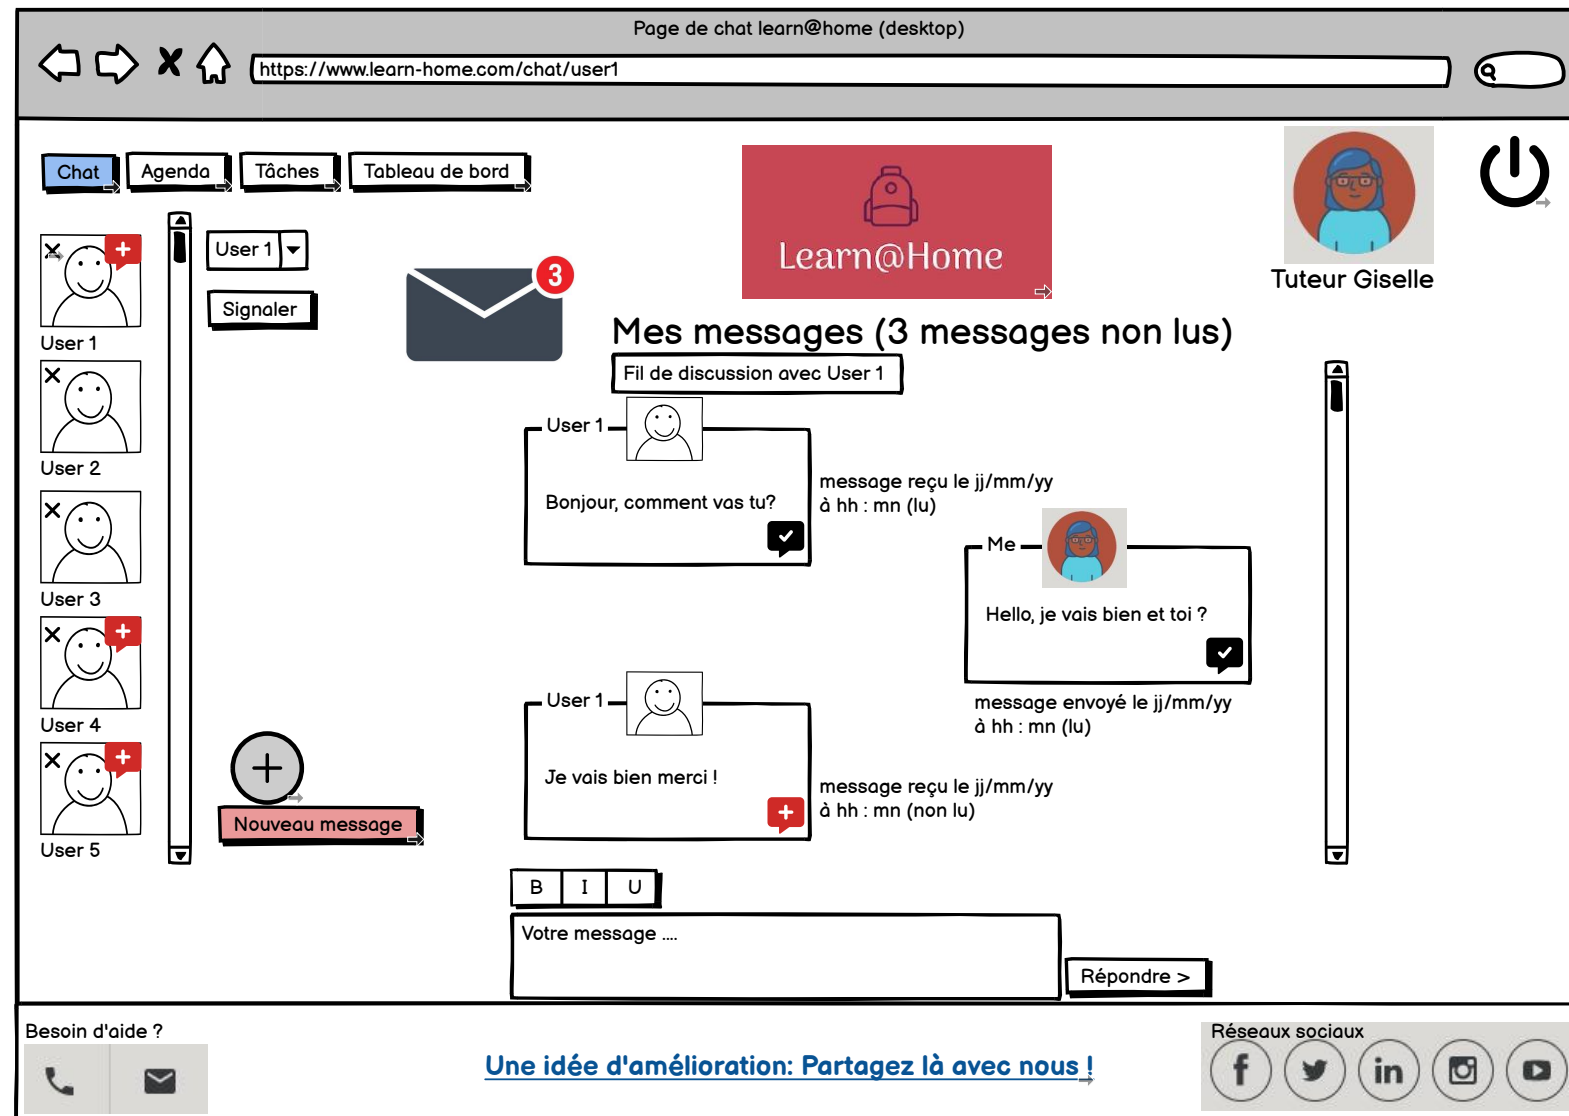 Page de chat learn@home (desktop)
https://www.learn-home.com/chat/user1
Chat
Agenda
Tâches
Tableau de bord
Learn@Home
Tuteur Giselle
User 1
Signaler
3
Mes messages (3 messages non lus)
Fil de discussion avec User 1
User 1
User 2
User 3
User 4
User 5
User 1
Bonjour, comment vas tu?
message reçu le jj/mm/yy
à hh : mn (lu)
Me
Hello, je vais bien et toi ?
message envoyé le jj/mm/yy
à hh : mn (lu)
User 1
Je vais bien merci !
message reçu le jj/mm/yy
à hh : mn (non lu)
Nouveau message
B I U
Votre message ....
Répondre >
Besoin d'aide ?
Une idée d'amélioration: Partagez là avec nous !
Réseaux sociaux
f
in